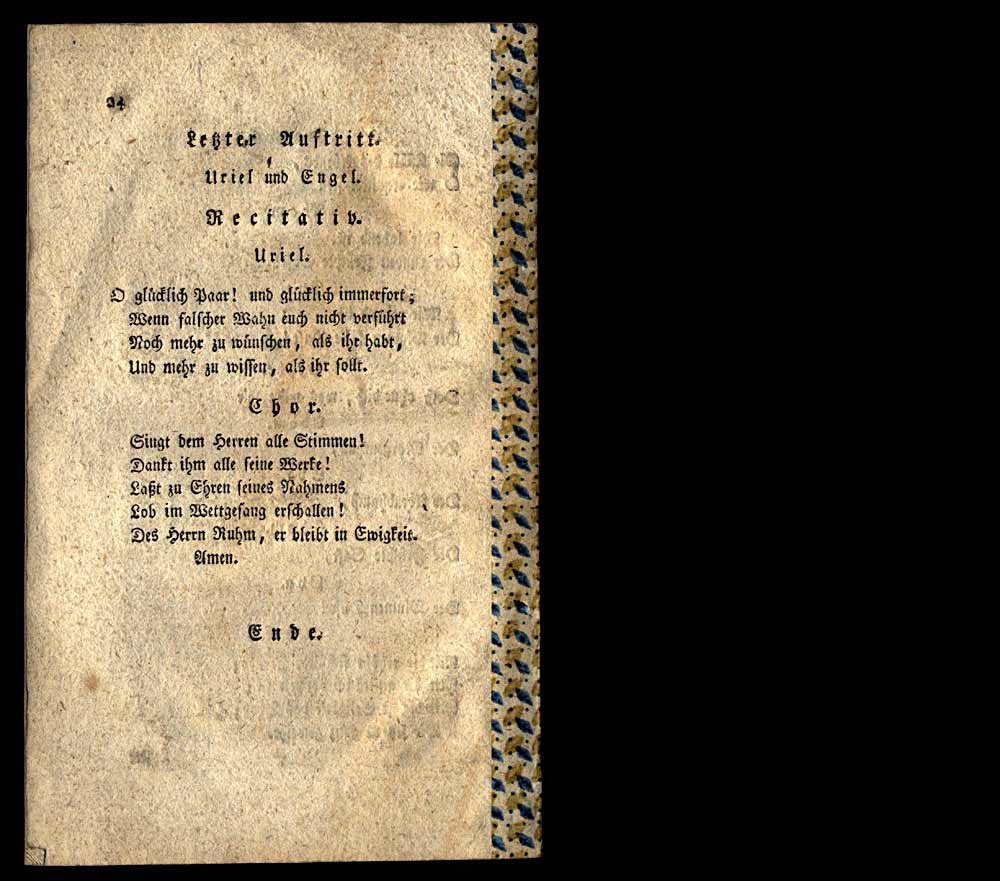 24
Letzter Auftritt.
Uriel und Engel.
Recitativ.
Uriel.
O glücklich Paar! und glücklich immerfort;
Wenn falscher Wahn euch nicht verführt
Noch mehr zu wünschen, als ihr habt,
Und mehr zu wissen, als ihr sollt.
Chor.
Singt dem Herren alle Stimmen!
Dankt ihm alle seine Werke!
Laßt zu Ehren seines Nahmens
Lob im Wettgesang erschallen!
Des Herrn Ruhm, er bleibt in Ewigkeit.
Amen.
Ende.